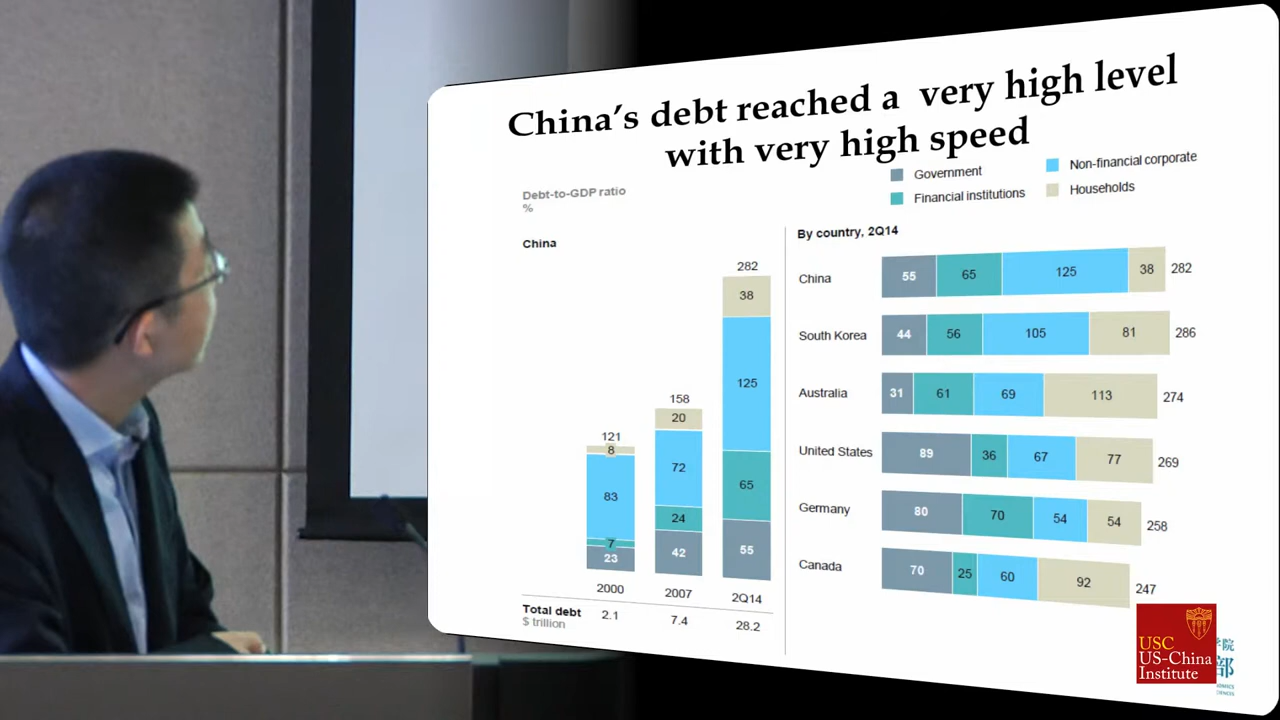 China’s debt reached a very high level
with very high speed
Debt-to-GDP ratio
%
Government
Non-financial corporate
Financial institutions
Households
China
282
38
125
65
55
158
20
72
24
42
121
8
83
7
23
2000
2007
2Q14
Total debt
$ trillion
2.1
7.4
28.2
By country, 2Q14
China 55 65 125 38 282
South Korea 44 56 105 81 286
Australia 31 61 69 113 274
United States 89 36 67 77 269
Germany 80 70 54 54 258
Canada 70 25 60 92 247
USC
US-China
Institute
学院
部